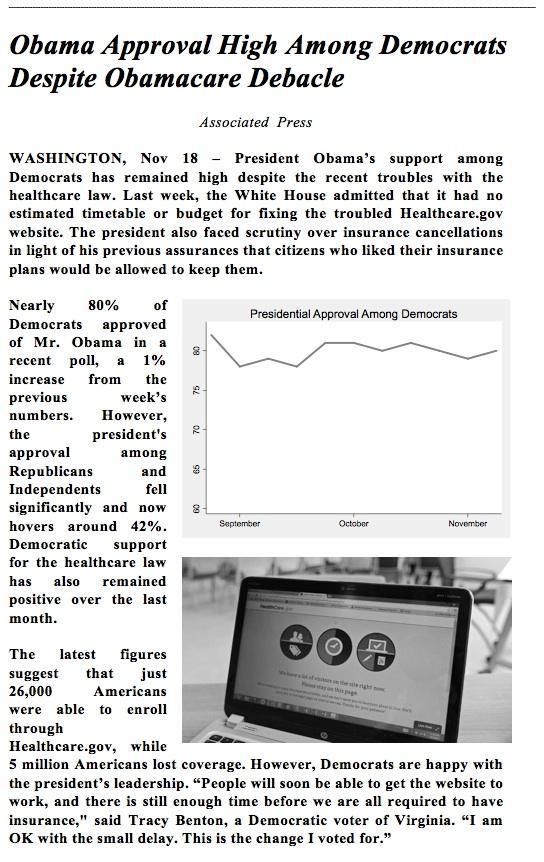 Obama Approval High Among Democrats
Despite Obamacare Debacle
Associated Press
WASHINGTON, Nov 18 – President Obama's support among
Democrats has remained high despite the recent troubles with the
healthcare law. Last week, the White House admitted that it had no
estimated timetable or budget for fixing the troubled Healthcare.gov
website. The president also faced scrutiny over insurance cancellations
in light of his previous assurances that citizens who liked their insurance
plans would be allowed to keep them.
Nearly 80% of
Democrats approved
of Mr. Obama in a
recent poll, a 1%
increase from the
previous week's
numbers. However,
the president's
approval among
Republicans and
Independents fell
significantly and now
hovers around 42%.
Democratic support
for the healthcare law
has also remained
positive over the last
month.
Presidential Approval Among Democrats
80
75
70
65
60
September October November
HealthCare.gov
We have a lot of visitors on the site right now.
Please stay on this page.
hp
The latest figures
suggest that just
26,000 Americans
were able to enroll
through
Healthcare.gov, while
5 million Americans lost coverage. However, Democrats are happy with
the president's leadership. "People will soon be able to get the website to
work, and there is still enough time before we are all required to have
insurance," said Tracy Benton, a Democratic voter of Virginia. "I am
OK with the small delay. This is the change I voted for."